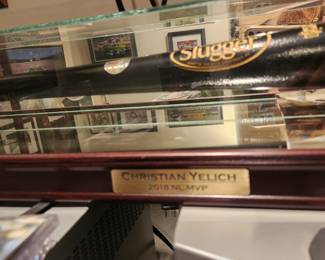 Slugger
CHRISTIAN YELICH
2018 NL MVP